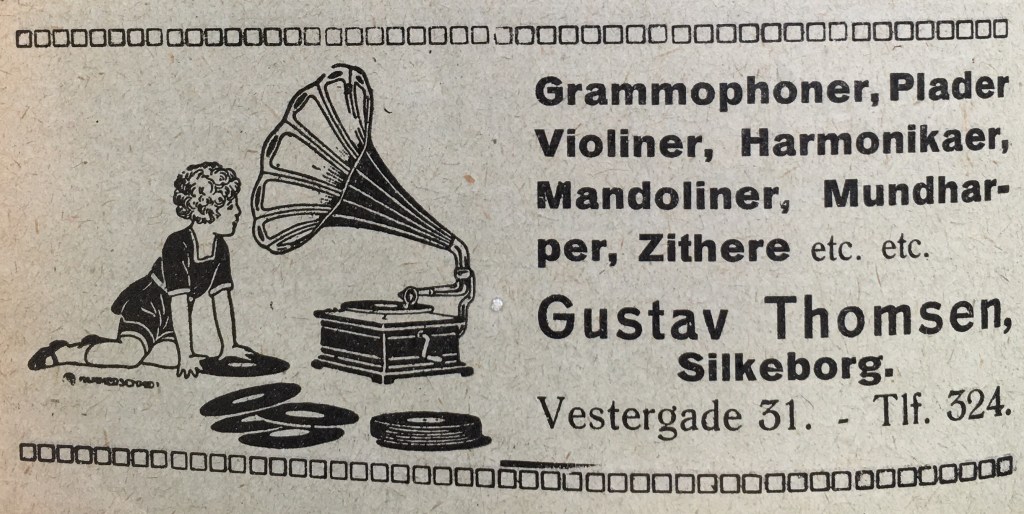 Grammophoner, Plader
Violiner, Harmonikaer,
Mandoliner, Mundhar-
per, Zithere etc. etc.
Gustav Thomsen,
Silkeborg.
Vestergade 31. - Tlf. 324.